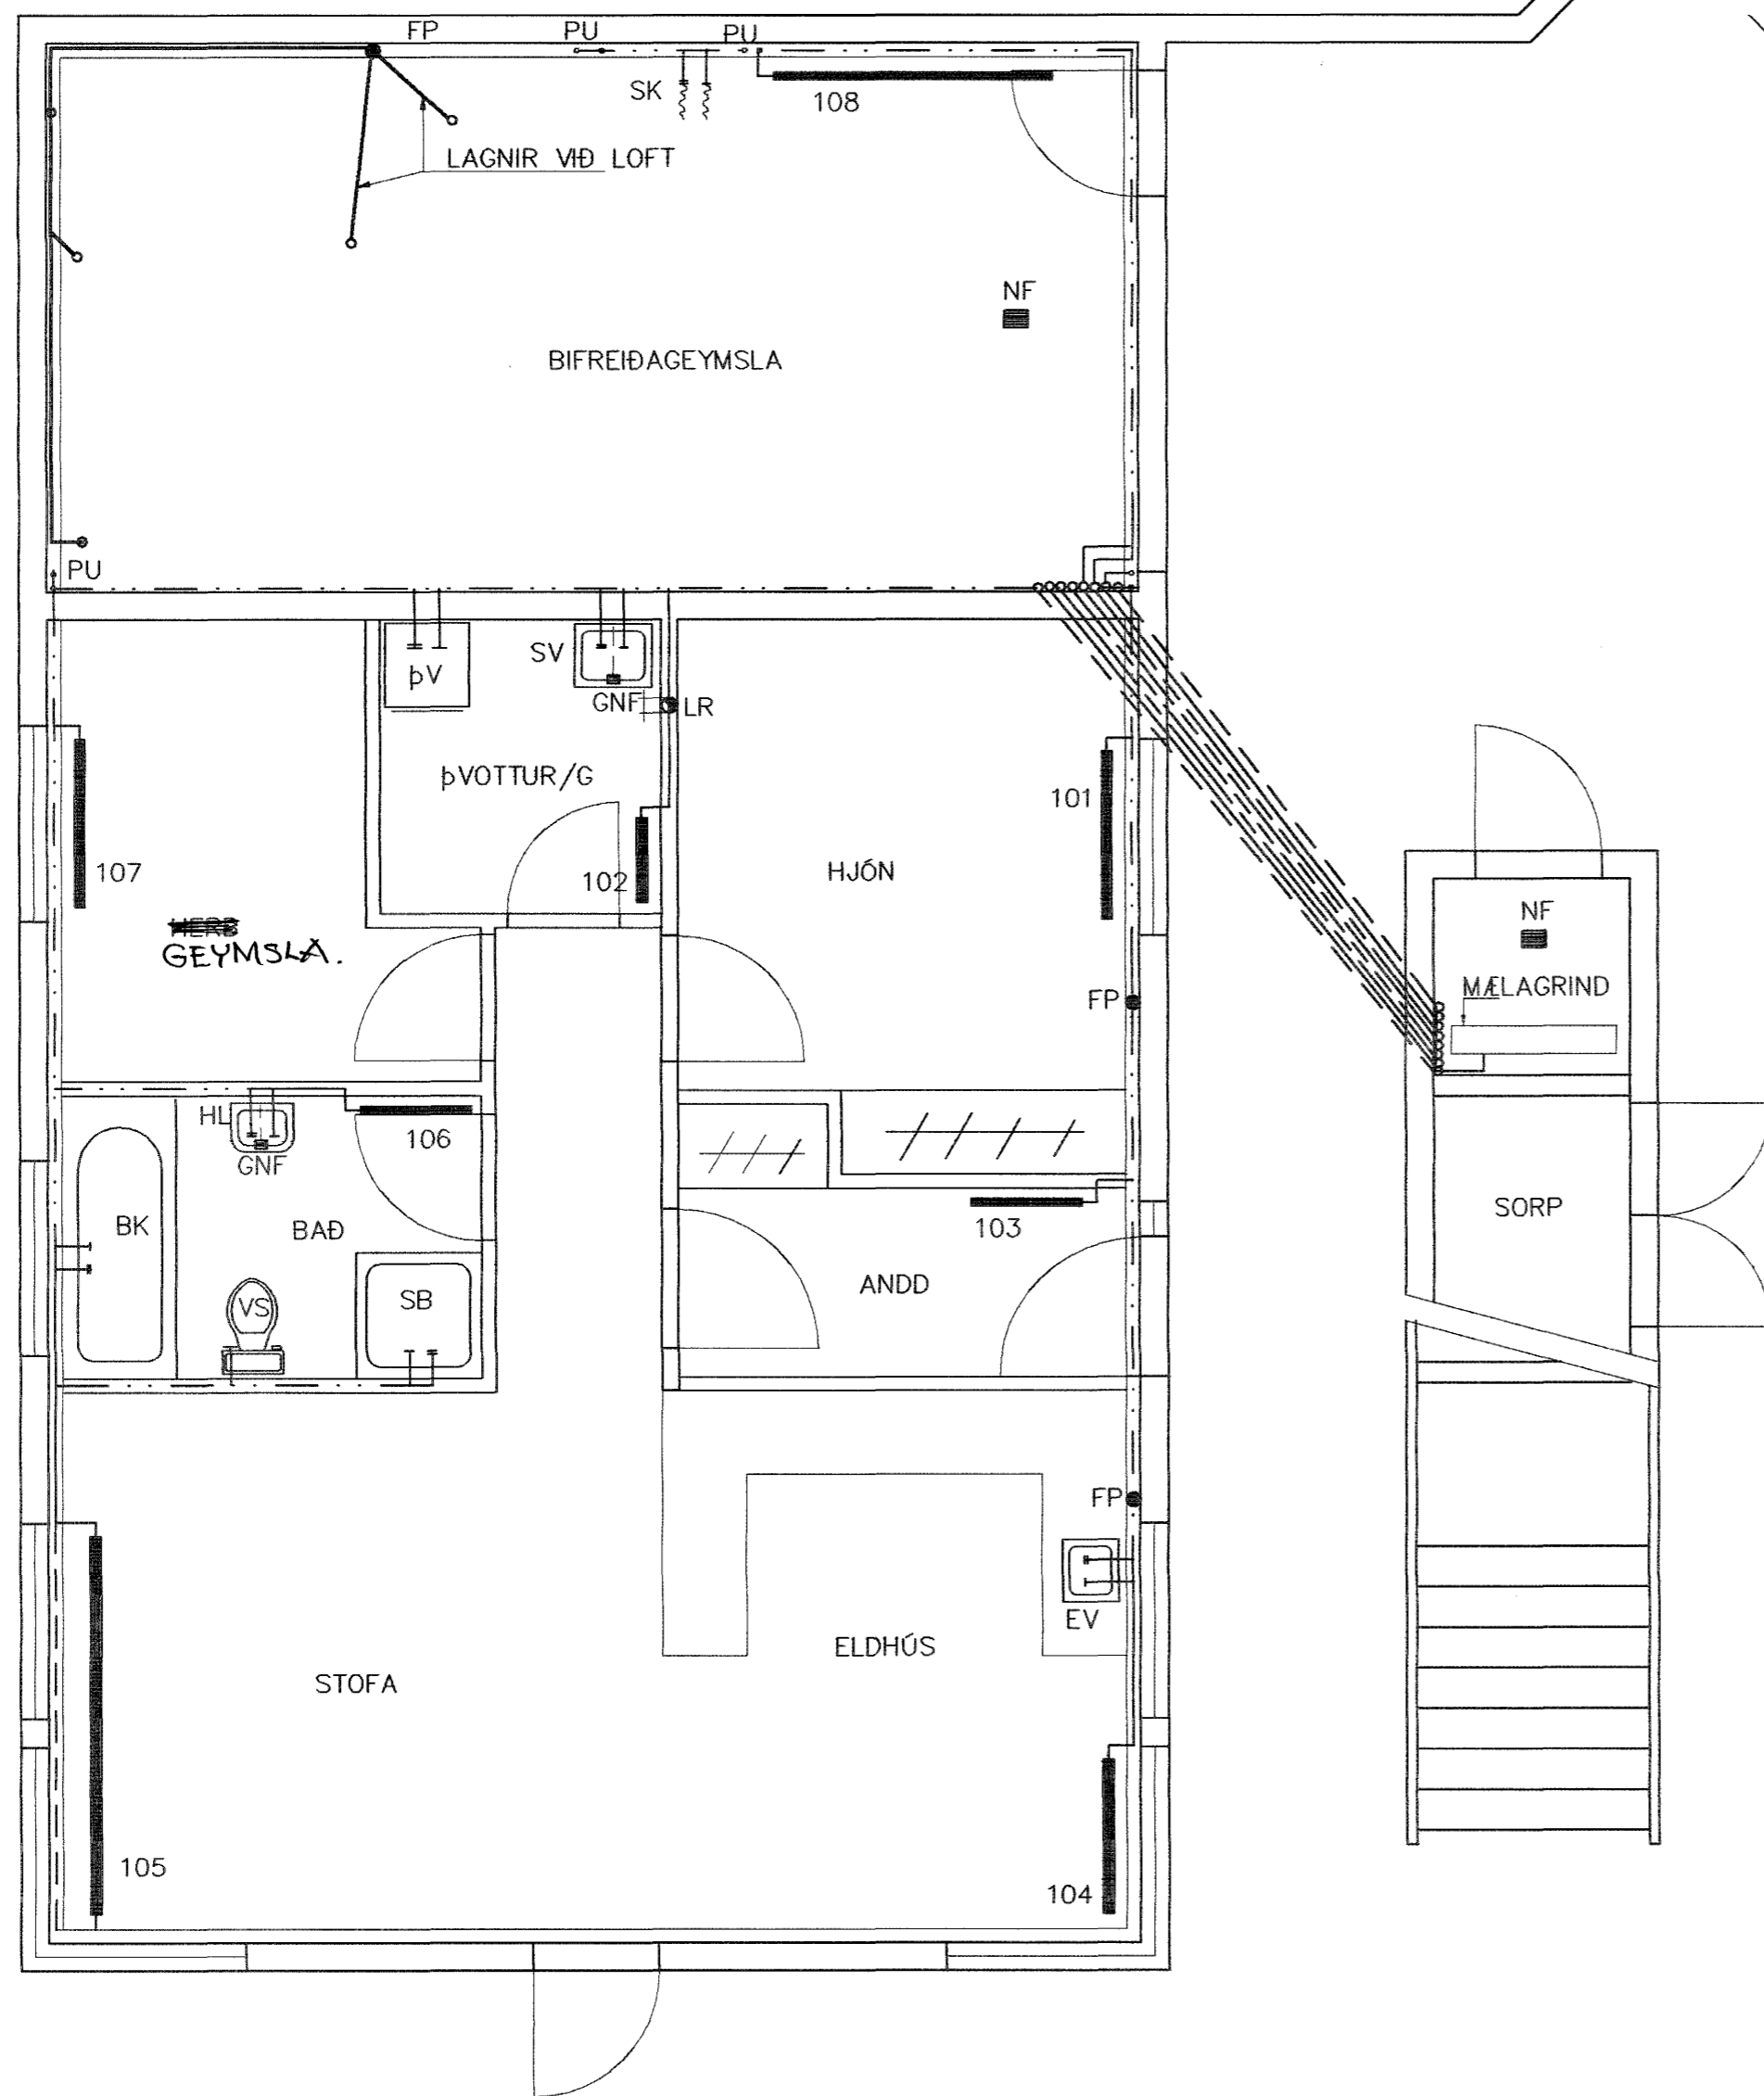 FP
PU
PU
SK
108
LAGNIR VIÐ LOFT
NF
BIFREIÐAGEYMSLA
PU
þV
SV
GNF
LR
þVOTTUR/G
101
107
102
HJÓN
HERB
GEYMSLA.
NF
FP
MÆLAGRIND
HL
106
GNF
BK
BAÐ
103
SORP
VS
SB
ANDD
FP
EV
ELDHÚS
STOFA
105
104